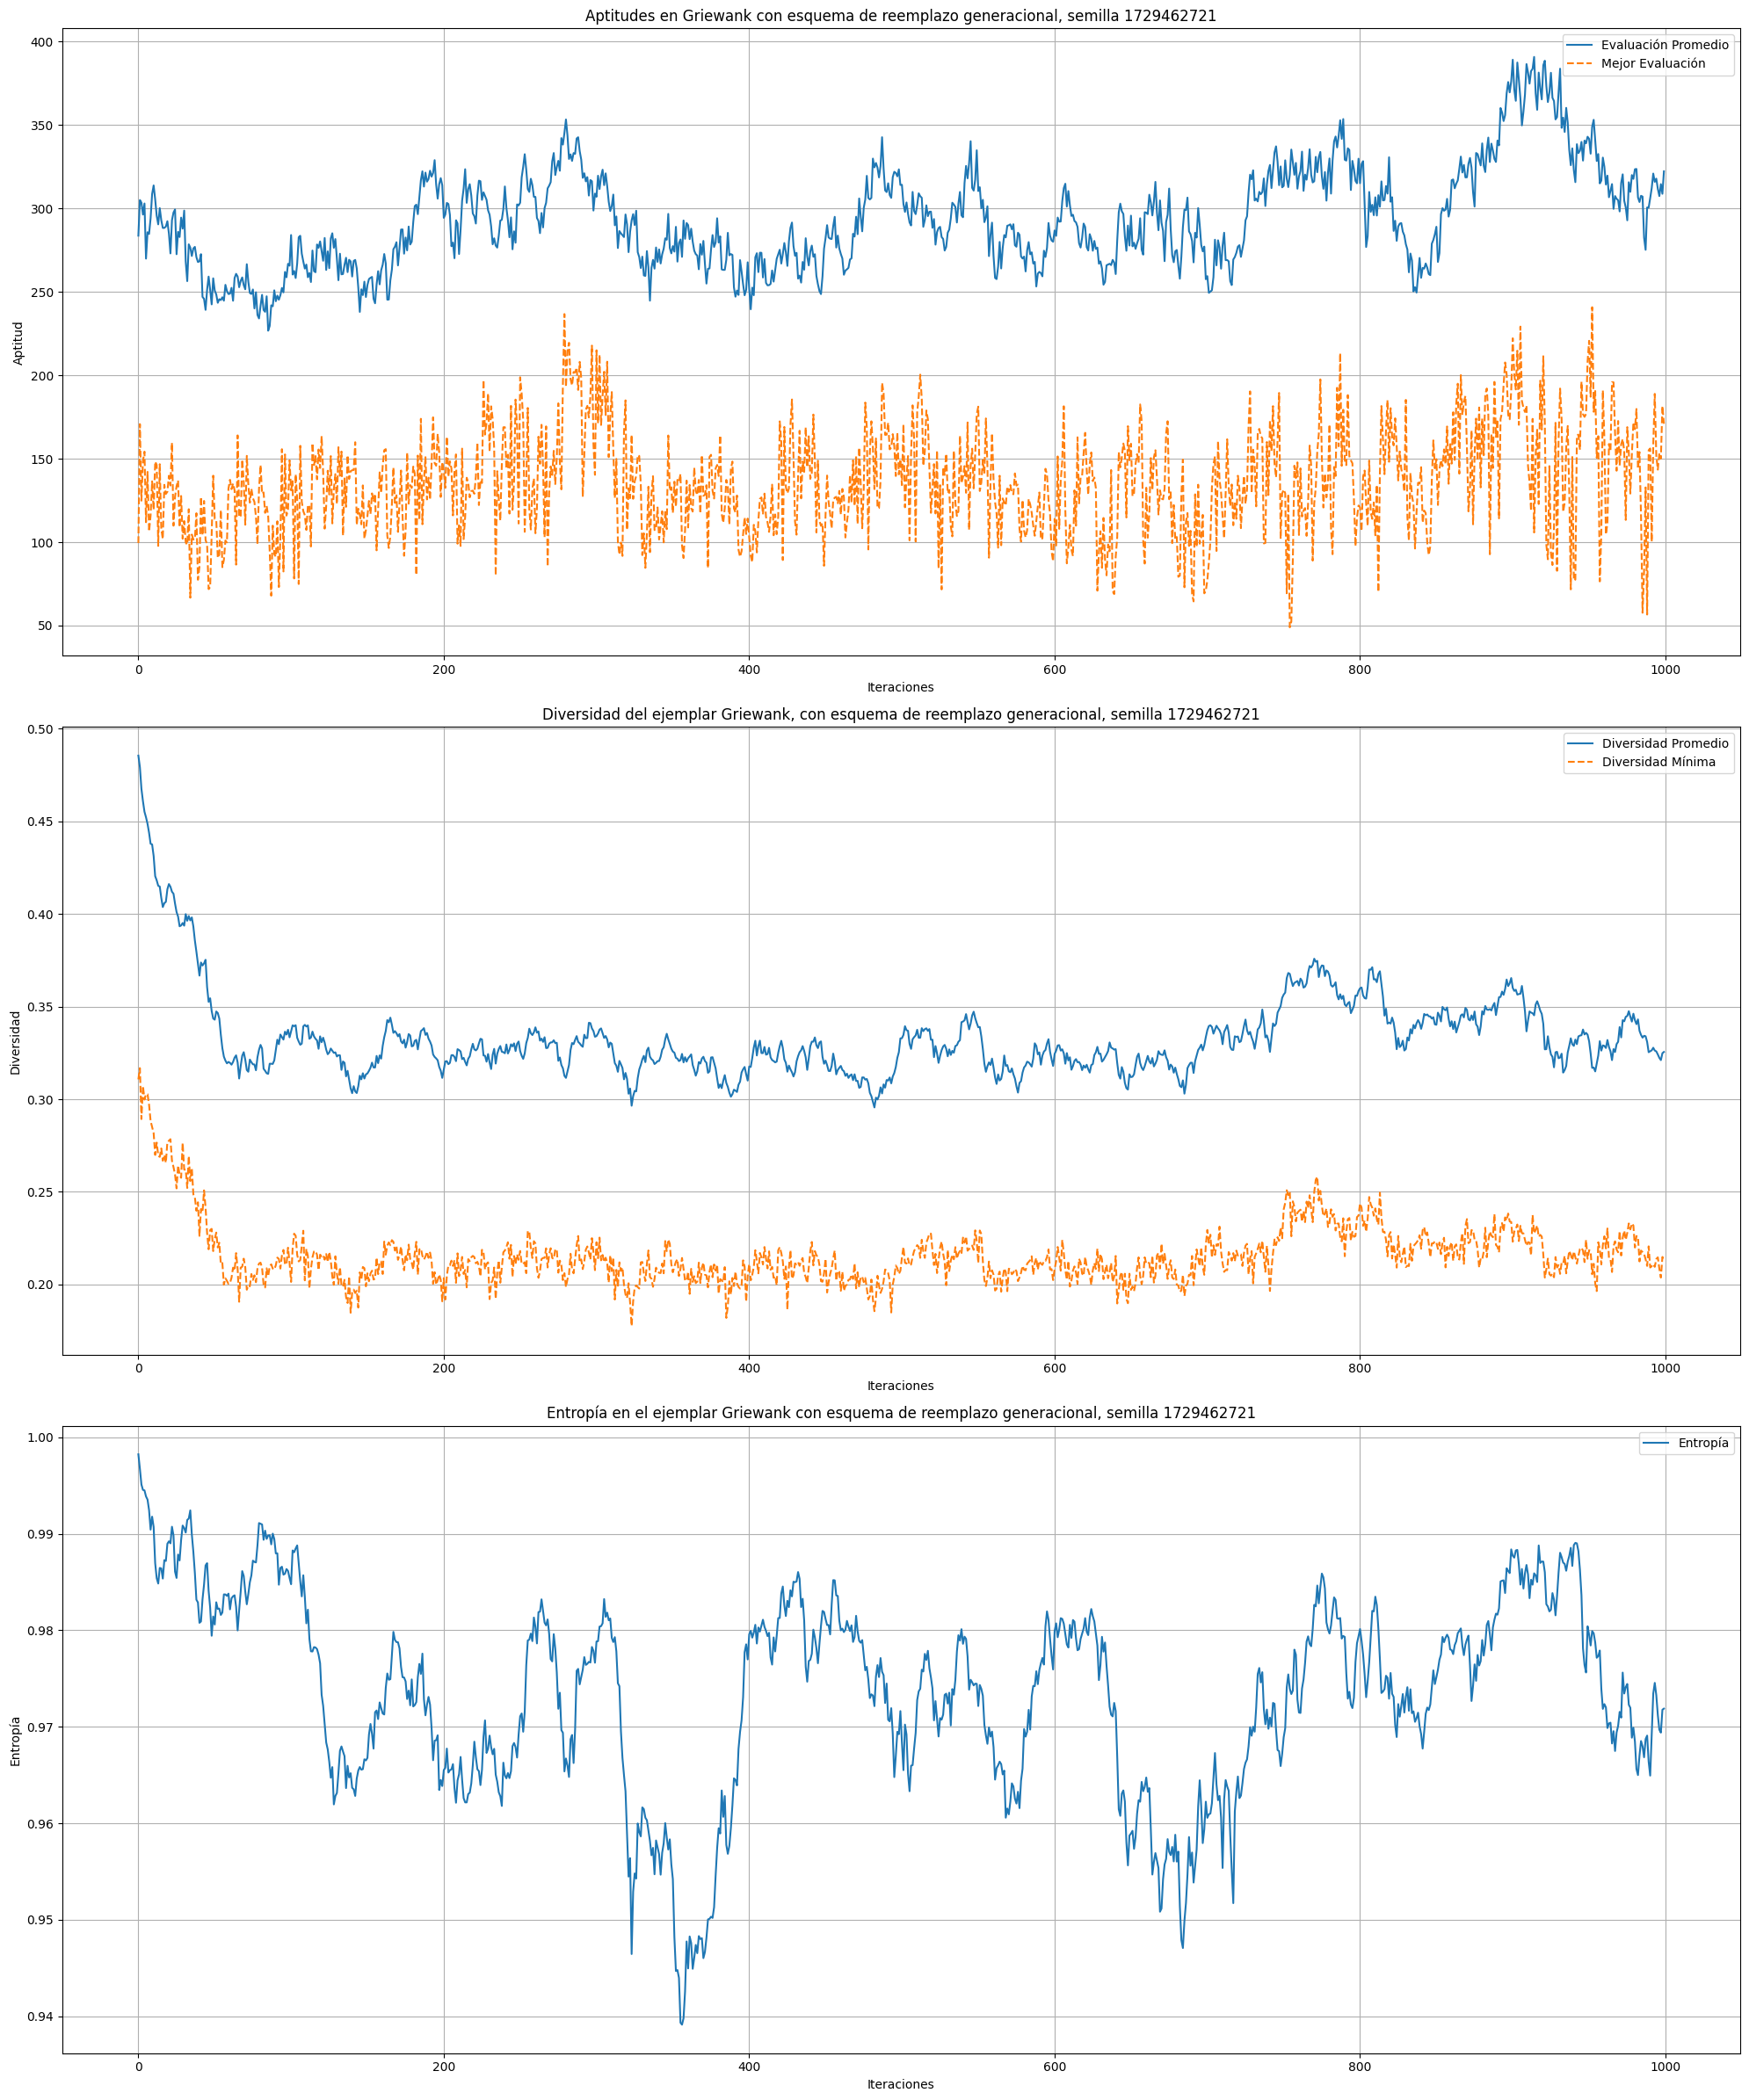 Aptitudes en Griewank con esquema de reemplazo generacional, semilla 1729462721
400
350
300
250
200
150
100
50
Aptitud
Evaluación Promedio
Mejor Evaluación
0 200 400 600 800 1000
Iteraciones
Diversidad del ejemplar Griewank, con esquema de reemplazo generacional, semilla 1729462721
0.50
0.45
0.40
0.35
0.30
0.25
0.20
Diversidad
Diversidad Promedio
Diversidad Mínima
0 200 400 600 800 1000
Iteraciones
Entropía en el ejemplar Griewank con esquema de reemplazo generacional, semilla 1729462721
1.00
0.99
0.98
0.97
0.96
0.95
0.94
Entropía
Entropía
0 200 400 600 800 1000
Iteraciones